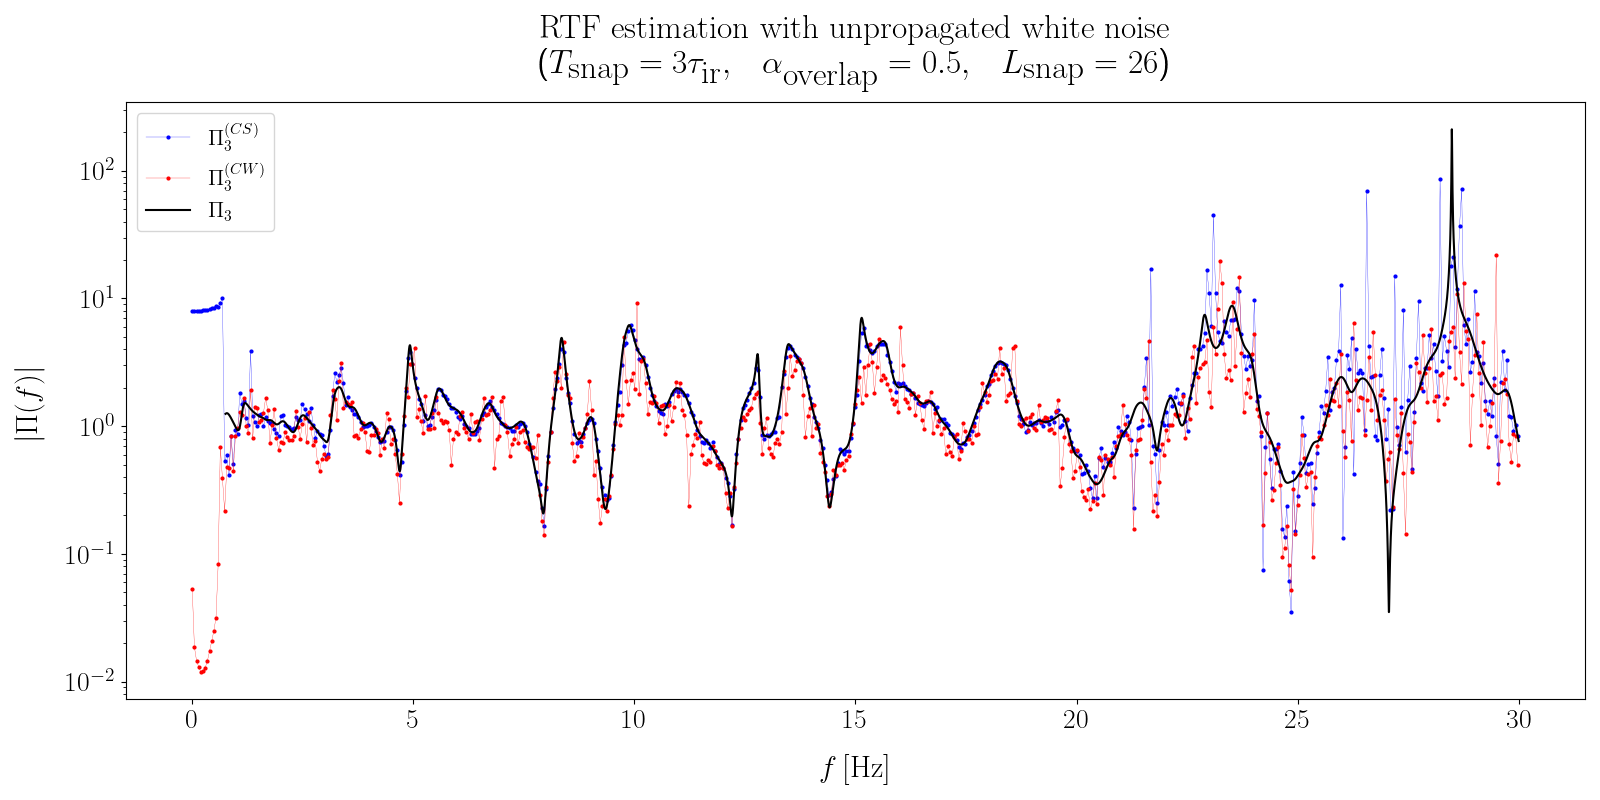 RTF estimation with unpropagated white noise
(T_snap = 3τ_ir, α_overlap = 0.5, L_snap = 26)
Π_3^(CS)
Π_3^(CW)
Π_3
|Π(f)|
10^2
10^1
10^0
10^−1
10^−2
0 5 10 15 20 25 30
f [Hz]